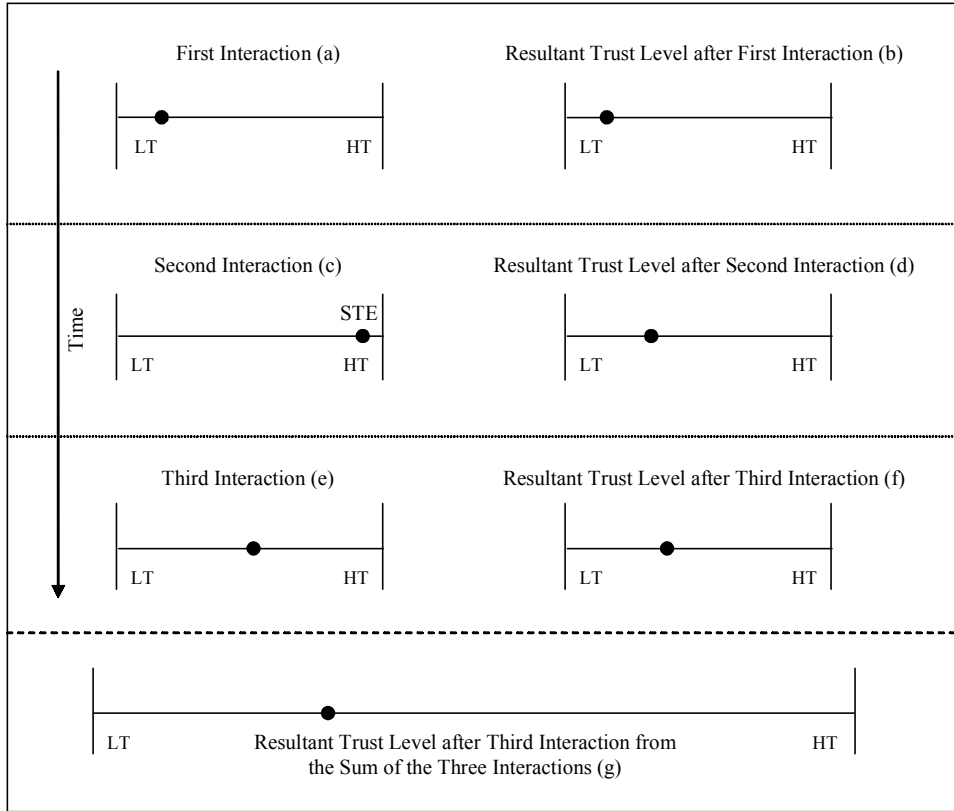 First Interaction (a)
Resultant Trust Level after First Interaction (b)
LT
HT
LT
HT
Time
Second Interaction (c)
Resultant Trust Level after Second Interaction (d)
STE
LT
HT
LT
HT
Third Interaction (e)
Resultant Trust Level after Third Interaction (f)
LT
HT
LT
HT
LT
HT
Resultant Trust Level after Third Interaction from
the Sum of the Three Interactions (g)